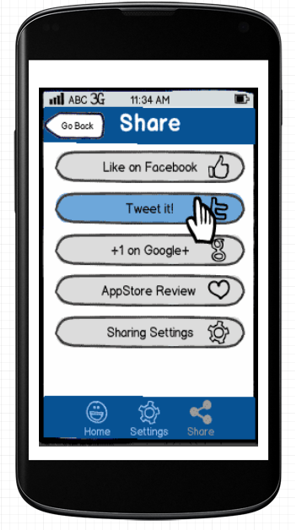 ABC 3G 11:34 AM
Go Back Share
Like on Facebook
Tweet it!
+1 on Google+
AppStore Review
Sharing Settings
Home Settings Share